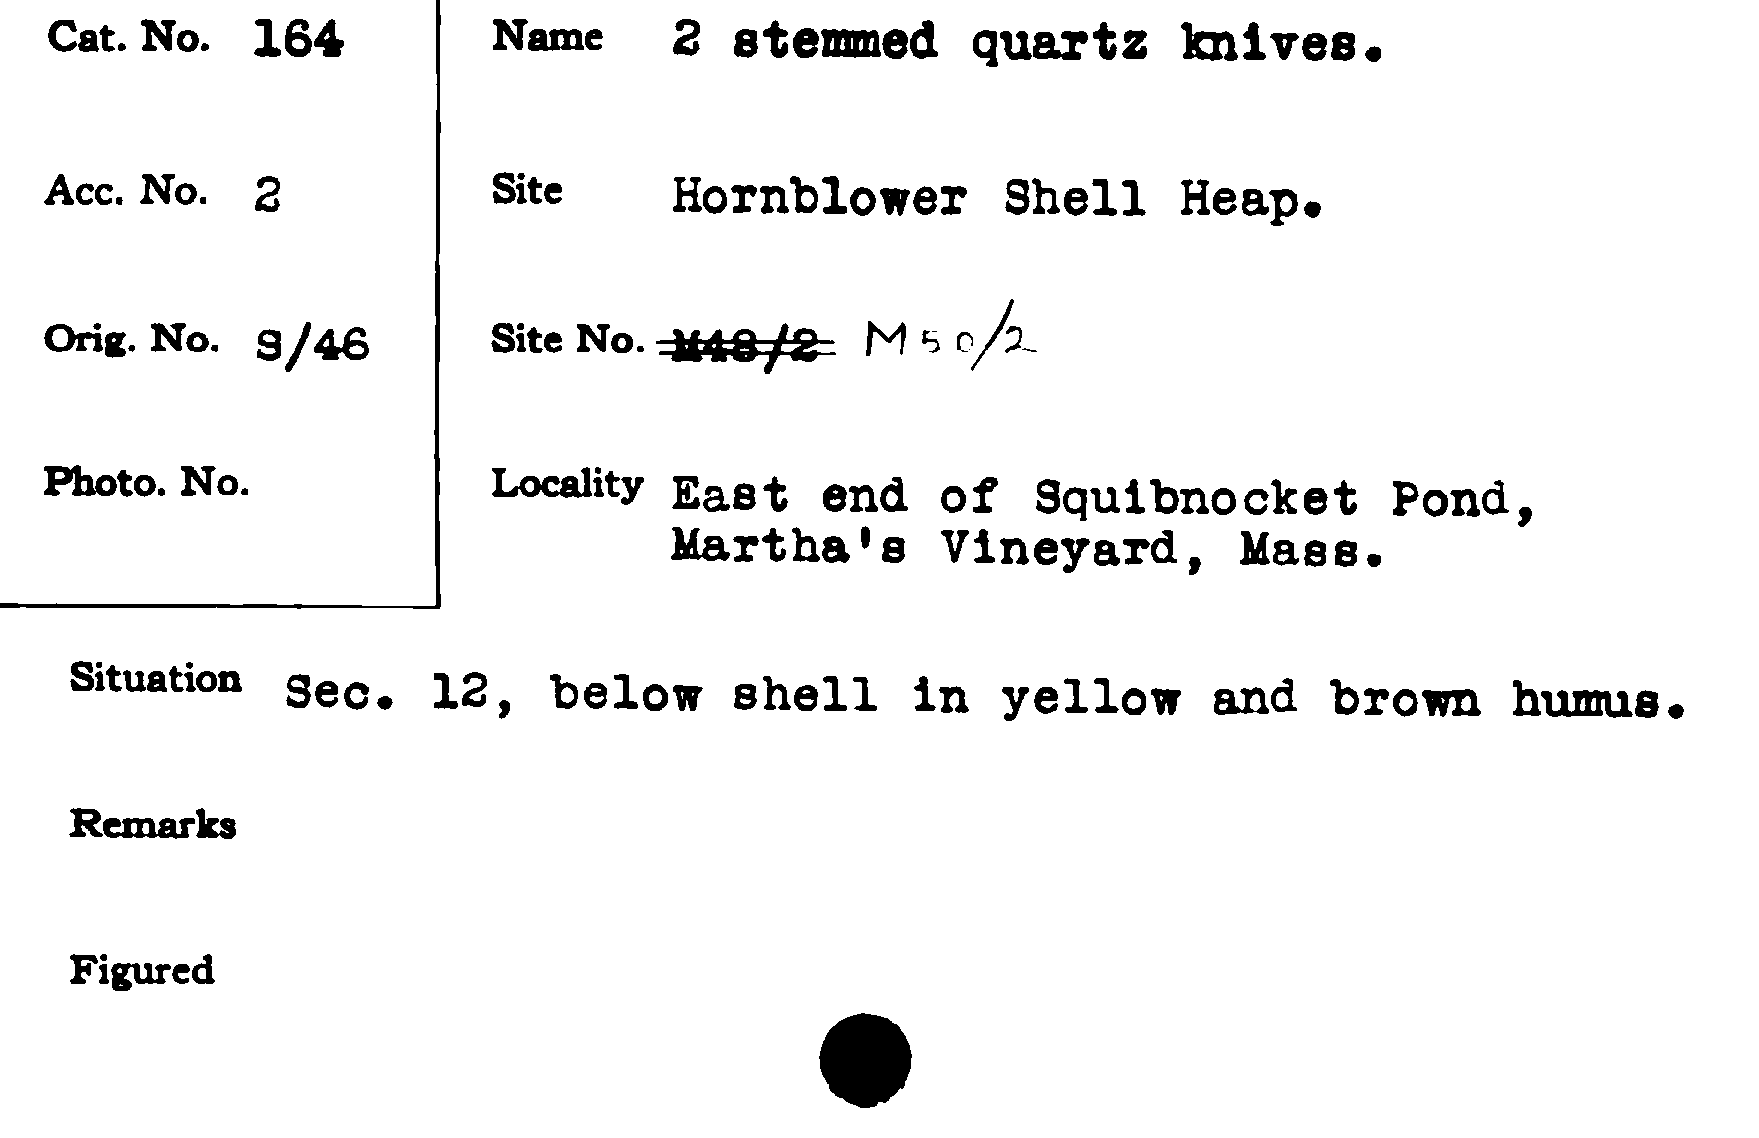 Cat. No. 164
Name 2 stemmed quartz knives.
Acc. No. 2
Site Hornblower Shell Heap.
Orig. No. S/46
Site No. M48/2 M50/2
Photo. No.
Locality East end of Squibnocket Pond,
Martha's Vineyard, Mass.
Situation Sec. 12, below shell in yellow and brown humus.
Remarks
Figured